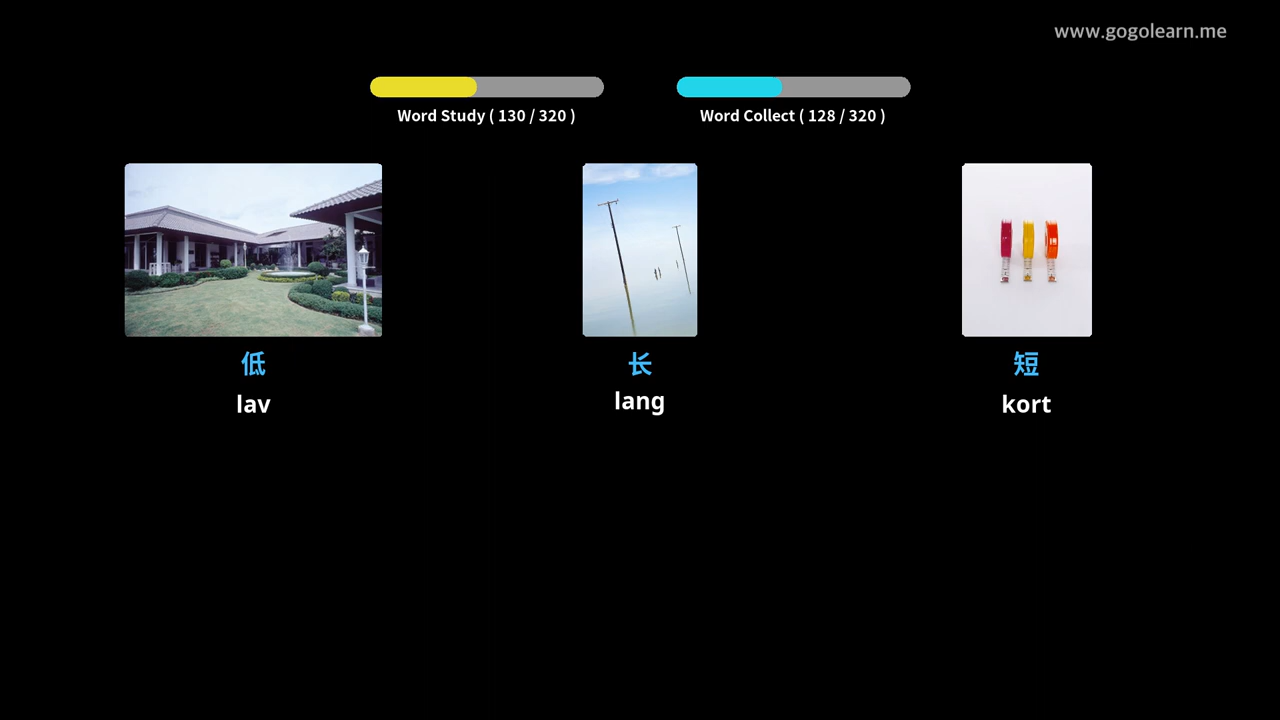 www.gogolearn.me
Word Study ( 130 / 320 )
Word Collect ( 128 / 320 )
低
lav
长
lang
短
kort